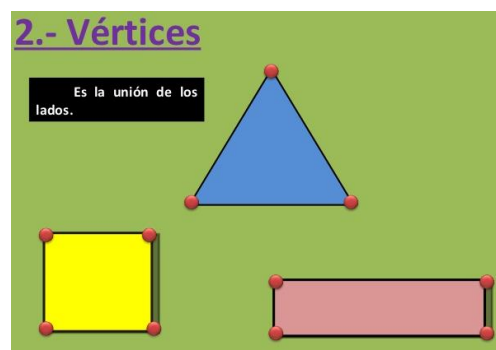 2.- Vértices
Es la unión de los
lados.